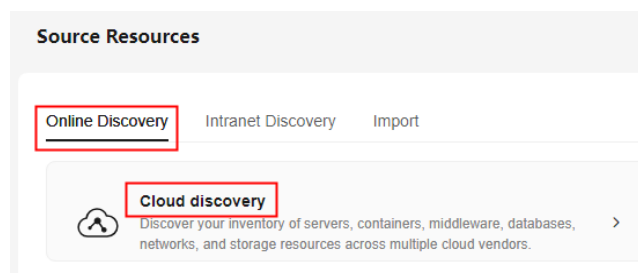 Source Resources
Online Discovery Intranet Discovery Import
Cloud discovery
Discover your inventory of servers, containers, middleware, databases,
networks, and storage resources across multiple cloud vendors.